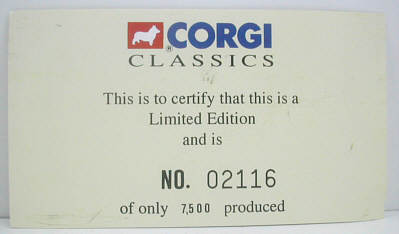 CORGI®
CLASSICS
This is to certify that this is a
Limited Edition
and is
NO. 02116
of only 7,500 produced